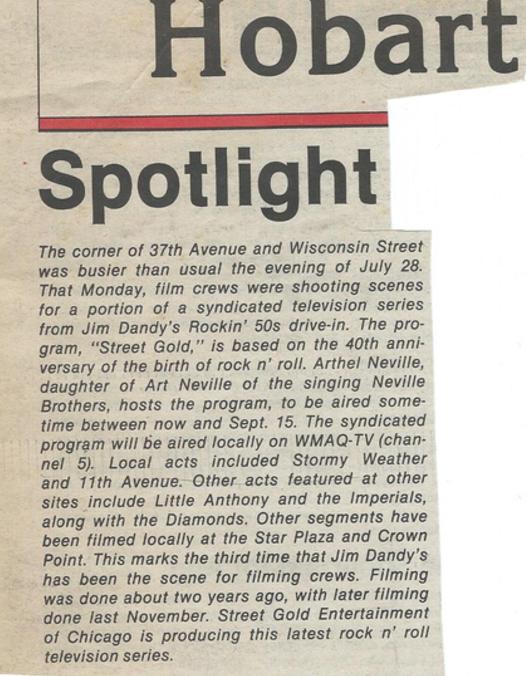 Hobart
Spotlight
The corner of 37th Avenue and Wisconsin Street
was busier than usual the evening of July 28.
That Monday, film crews were shooting scenes
for a portion of a syndicated television series
from Jim Dandy's Rockin' 50s drive-in. The pro-
gram, "Street Gold," is based on the 40th anni-
versary of the birth of rock n' roll. Arthel Neville,
daughter of Art Neville of the singing Neville
Brothers, hosts the program, to be aired some-
time between now and Sept. 15. The syndicated
program will be aired locally on WMAQ-TV (chan-
nel 5). Local acts included Stormy Weather
and 11th Avenue. Other acts featured at other
sites include Little Anthony and the Imperials,
along with the Diamonds. Other segments have
been filmed locally at the Star Plaza and Crown
Point. This marks the third time that Jim Dandy's
has been the scene for filming crews. Filming
was done about two years ago, with later filming
done last November. Street Gold Entertainment
of Chicago is producing this latest rock n' roll
television series.